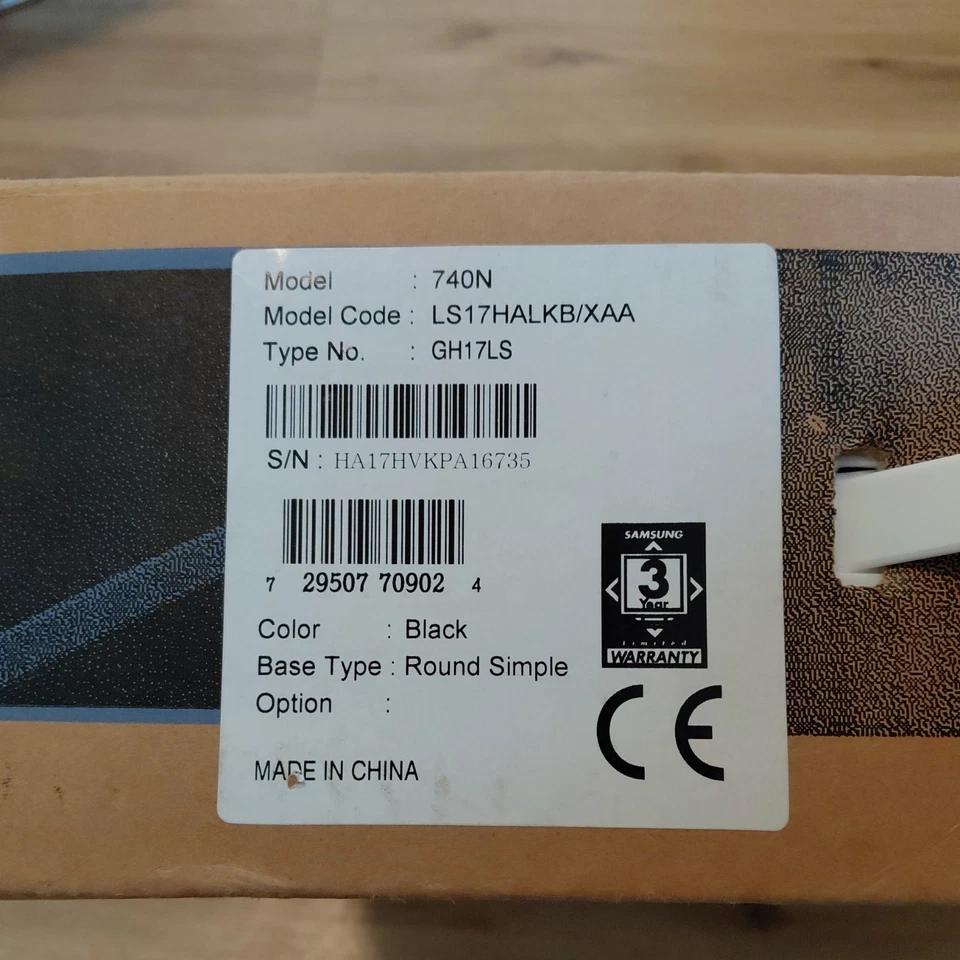 Model : 740N
Model Code : LS17HALKB/XAA
Type No. : GH17LS
S/N : HA17HVKPA16735
7 29507 70902 4
SAMSUNG
3
Year
Limited
WARRANTY
Color : Black
Base Type : Round Simple
Option :
CE
MADE IN CHINA